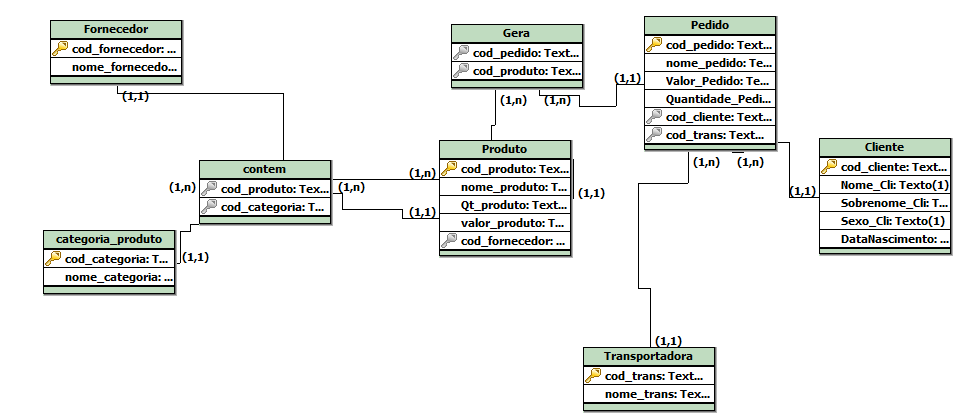 Fornecedor
cod_fornecedor: ...
nome_fornecedo...
(1,1)
Gera
cod_pedido: Text...
cod_produto: Tex...
(1,n)
(1,n)
(1,1)
Pedido
cod_pedido: Text...
nome_pedido: Te...
Valor_Pedido: Te...
Quantidade_Pedi...
cod_cliente: Text...
cod_trans: Text...
(1,n)
(1,n)
Cliente
cod_cliente: Text...
Nome_Cli: Texto(1)
Sobrenome_Cli: T...
Sexo_Cli: Texto(1)
DataNascimento: ...
(1,1)
Produto
cod_produto: Tex...
nome_produto: T...
Qt_produto: Text...
valor_produto: T...
cod_fornecedor: ...
(1,n)
(1,1)
(1,1)
contem
cod_produto: Tex...
cod_categoria: T...
(1,n)
(1,n)
categoria_produto
cod_categoria: T...
nome_categoria: ...
(1,1)
(1,1)
Transportadora
cod_trans: Text...
nome_trans: Tex...